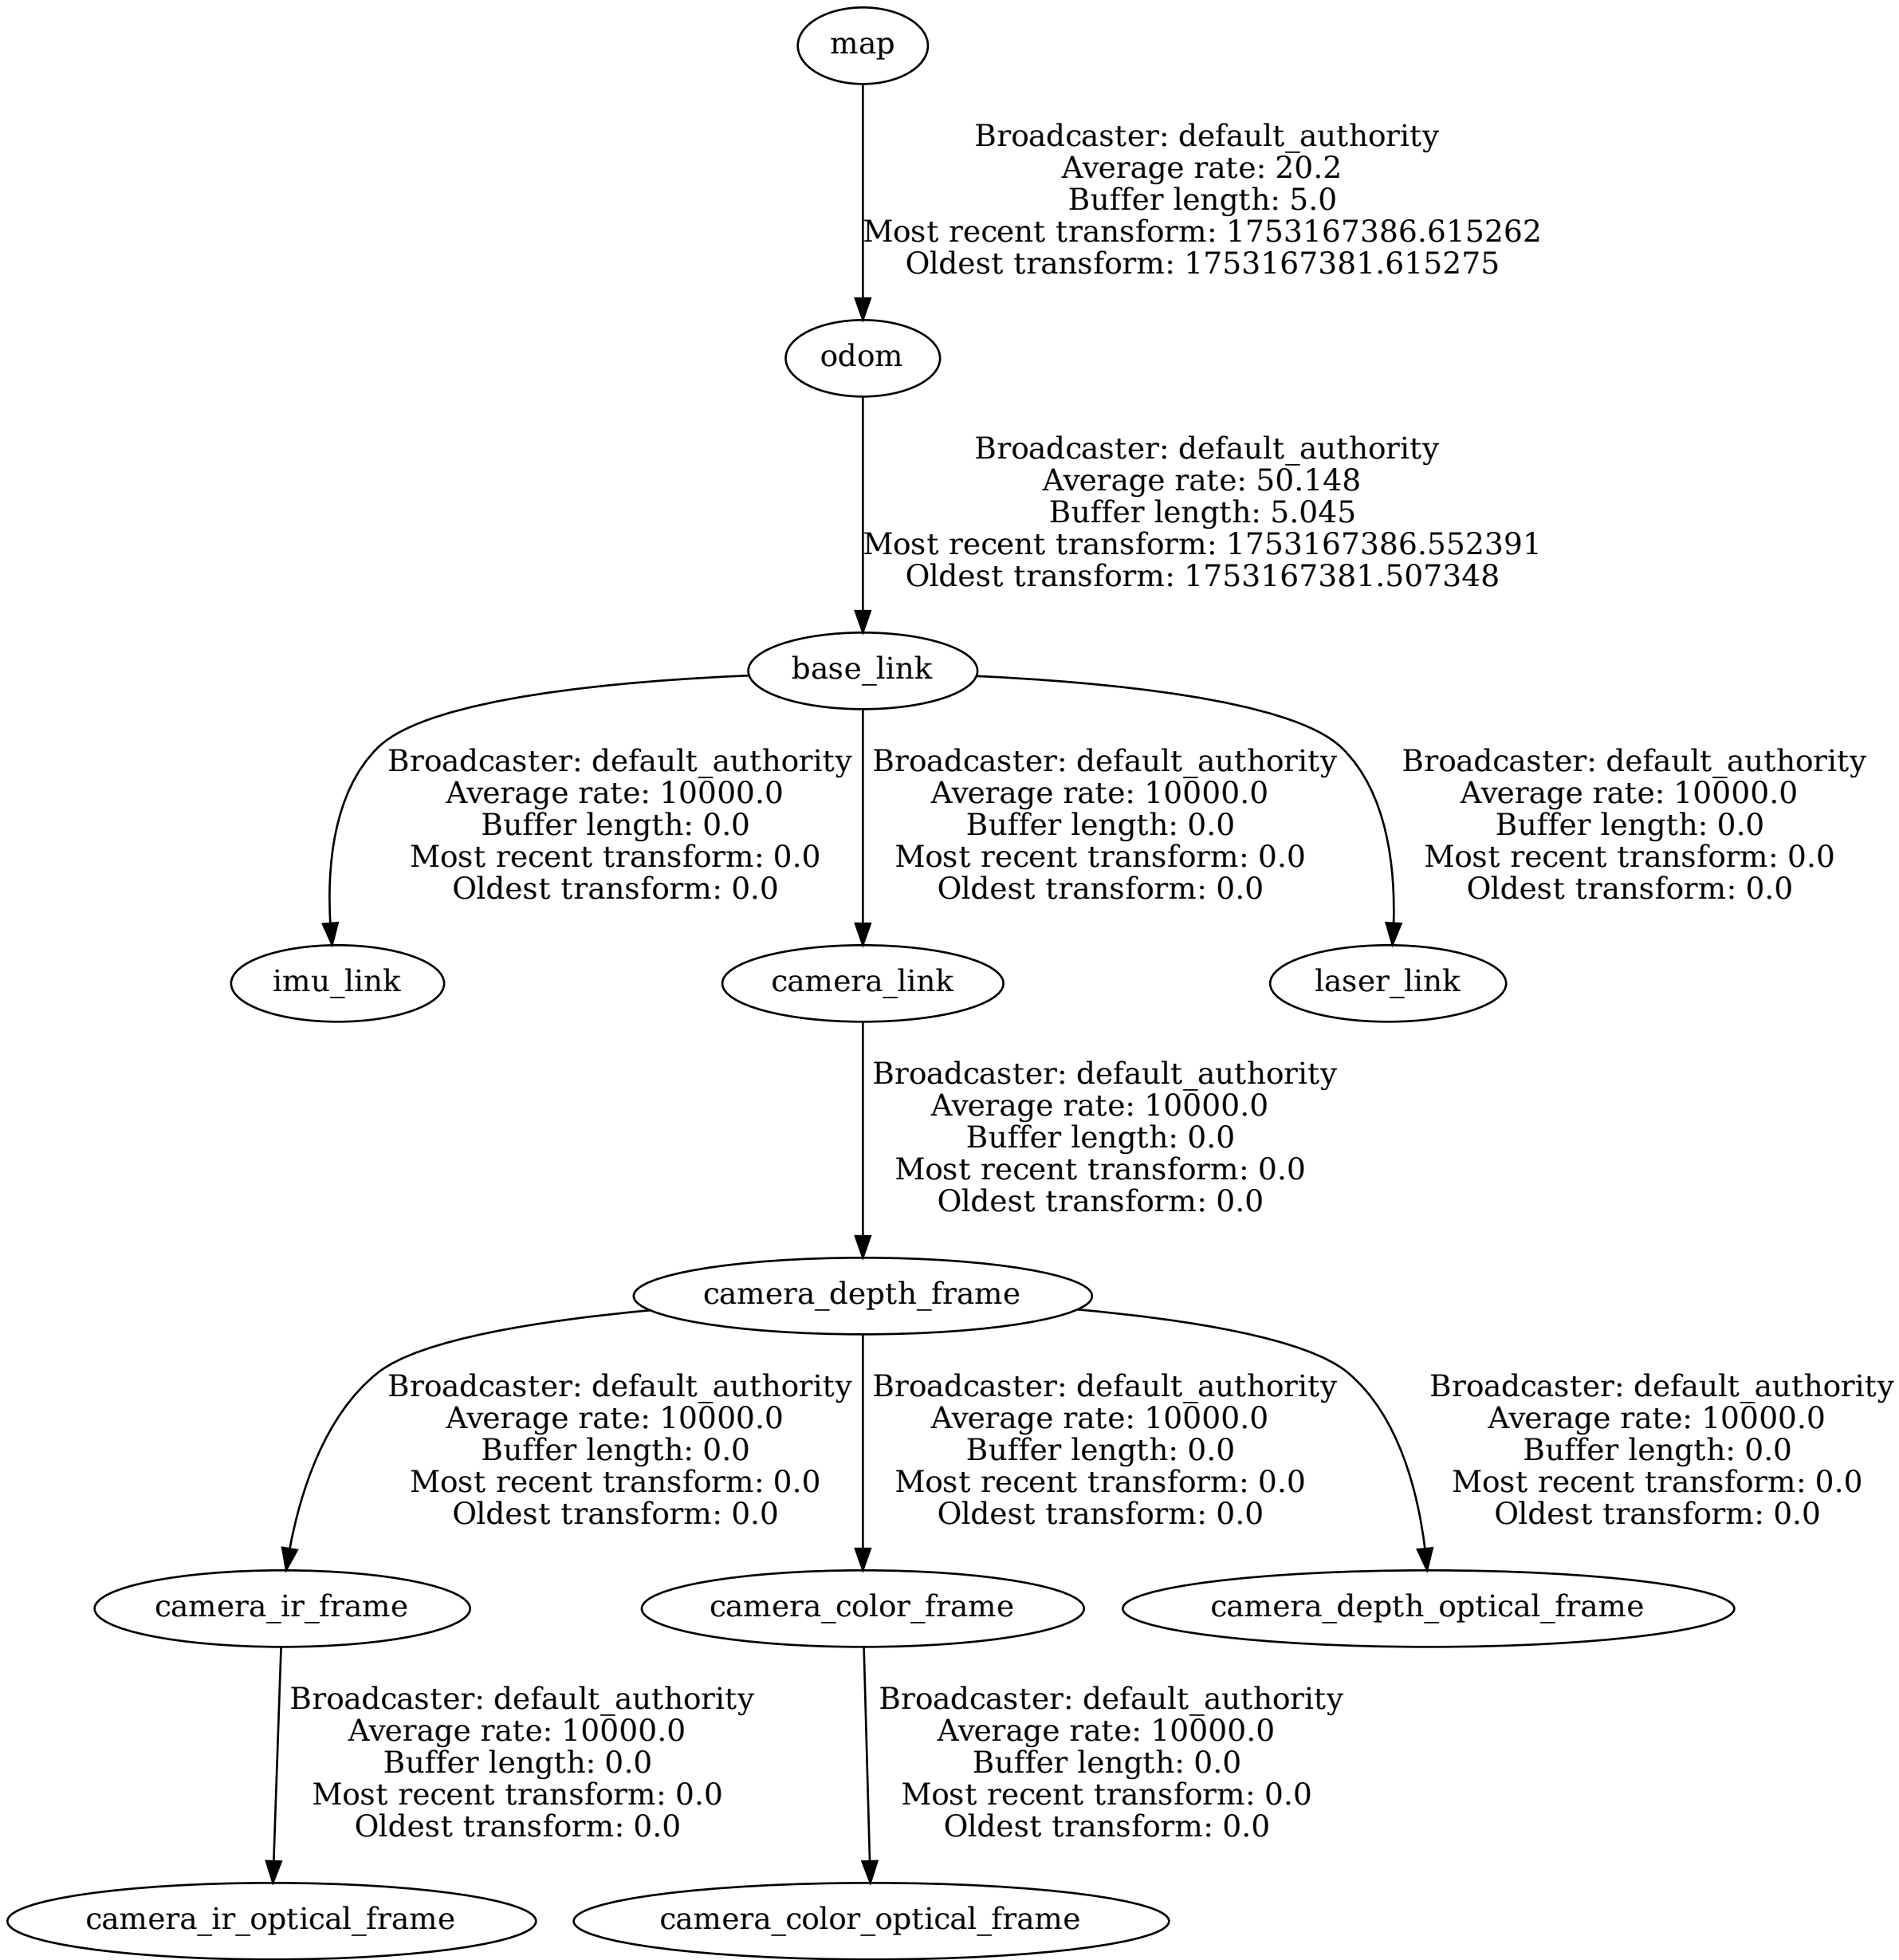 map
Broadcaster: default_authority
Average rate: 20.2
Buffer length: 5.0
Most recent transform: 1753167386.615262
Oldest transform: 1753167381.615275
odom
Broadcaster: default_authority
Average rate: 50.148
Buffer length: 5.045
Most recent transform: 1753167386.552391
Oldest transform: 1753167381.507348
base_link
Broadcaster: default_authority
Average rate: 10000.0
Buffer length: 0.0
Most recent transform: 0.0
Oldest transform: 0.0
Broadcaster: default_authority
Average rate: 10000.0
Buffer length: 0.0
Most recent transform: 0.0
Oldest transform: 0.0
Broadcaster: default_authority
Average rate: 10000.0
Buffer length: 0.0
Most recent transform: 0.0
Oldest transform: 0.0
imu_link
camera_link
laser_link
Broadcaster: default_authority
Average rate: 10000.0
Buffer length: 0.0
Most recent transform: 0.0
Oldest transform: 0.0
camera_depth_frame
Broadcaster: default_authority
Average rate: 10000.0
Buffer length: 0.0
Most recent transform: 0.0
Oldest transform: 0.0
Broadcaster: default_authority
Average rate: 10000.0
Buffer length: 0.0
Most recent transform: 0.0
Oldest transform: 0.0
Broadcaster: default_authority
Average rate: 10000.0
Buffer length: 0.0
Most recent transform: 0.0
Oldest transform: 0.0
camera_ir_frame
camera_color_frame
camera_depth_optical_frame
Broadcaster: default_authority
Average rate: 10000.0
Buffer length: 0.0
Most recent transform: 0.0
Oldest transform: 0.0
Broadcaster: default_authority
Average rate: 10000.0
Buffer length: 0.0
Most recent transform: 0.0
Oldest transform: 0.0
camera_ir_optical_frame
camera_color_optical_frame